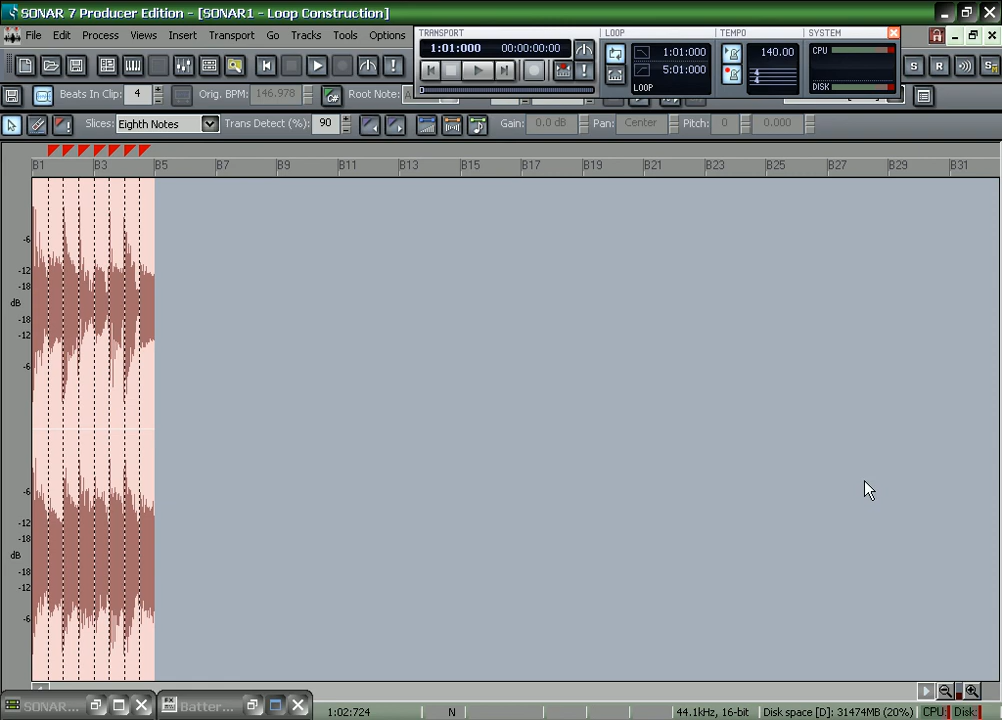 SONAR 7 Producer Edition - [SONAR1 - Loop Construction]
File Edit Process Views Insert Transport Go Tracks Tools Options
TRANSPORT LOOP TEMPO SYSTEM
1:01:000 00:00:00:00 1:01:000 140.00 CPU
5:01:000
LOOP DISK
S R S
Beats In Clip: 4 Orig. BPM: 146.978 C# Root Note:
Slices: Eighth Notes Trans Detect (%): 90 Gain: 0.0 dB Pan: Center Pitch: 0 0.000
B1 B3 B5 B7 B9 B11 B13 B15 B17 B19 B21 B23 B25 B27 B29 B31
-6
-12
-18
dB
-18
-12
-6
-6
-12
-18
dB
-18
-12
-6
SONAR... Batter...
1:02:724 N 44.1kHz, 16-bit Disk space [D]: 31474MB (20%) CPU: Disk: